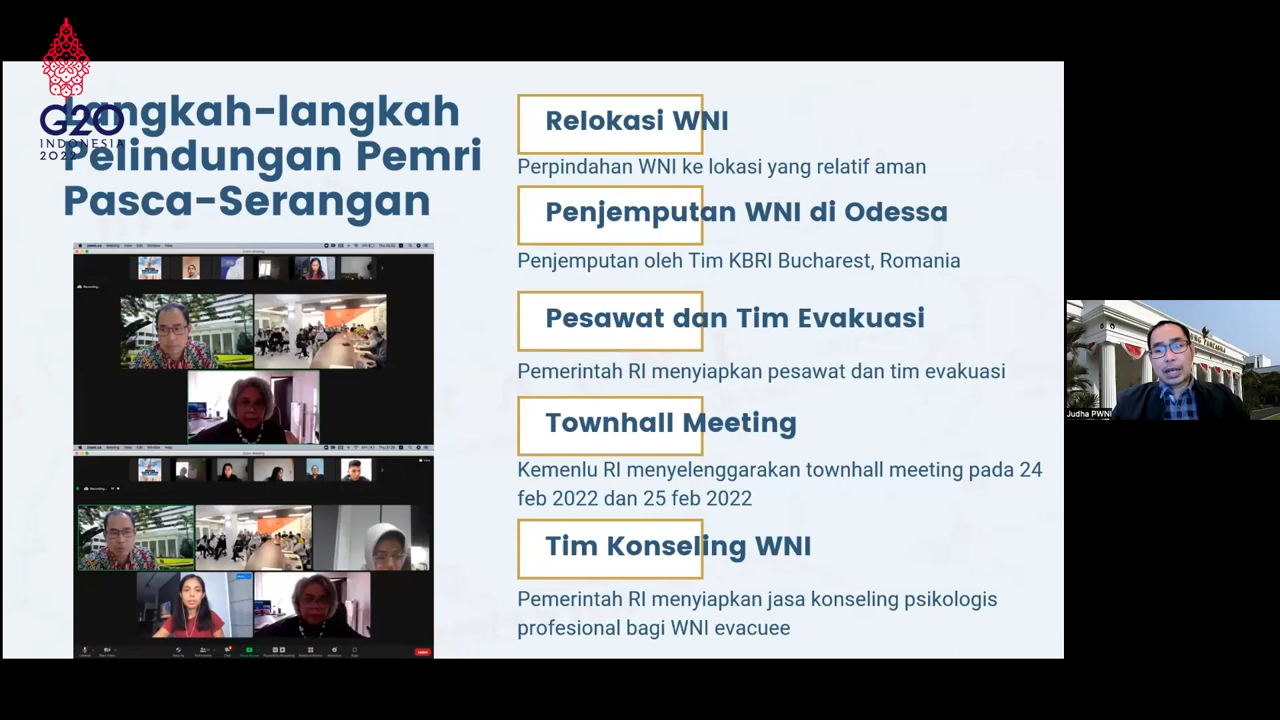 G20
INDONESIA
2022
Langkah-langkah
Pelindungan Pemri
Pasca-Serangan
Relokasi WNI
Perpindahan WNI ke lokasi yang relatif aman
Penjemputan WNI di Odessa
Penjemputan oleh Tim KBRI Bucharest, Romania
Pesawat dan Tim Evakuasi
Pemerintah RI menyiapkan pesawat dan tim evakuasi
Townhall Meeting
Kemenlu RI menyelenggarakan townhall meeting pada 24
feb 2022 dan 25 feb 2022
Tim Konseling WNI
Pemerintah RI menyiapkan jasa konseling psikologis
profesional bagi WNI evacuee
Judha PWNI